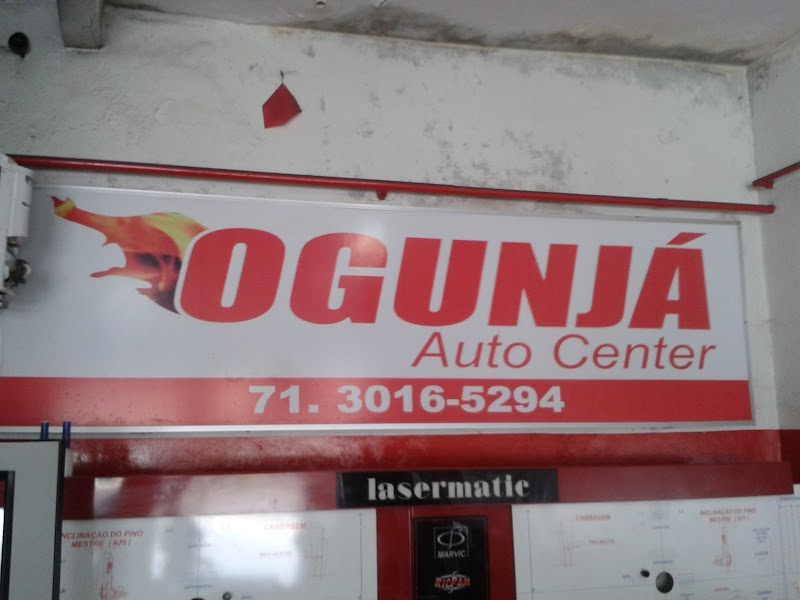 OGUNJÁ
Auto Center
71. 3016-5294
lasermatic
INCLINAÇÃO DO PINO
MESTRE ( KPI )
CAMBAGEM
MARVIC
RICPAM
CAMBAGEM
INCLINAÇÃO DO PINO
MESTRE ( KPI )